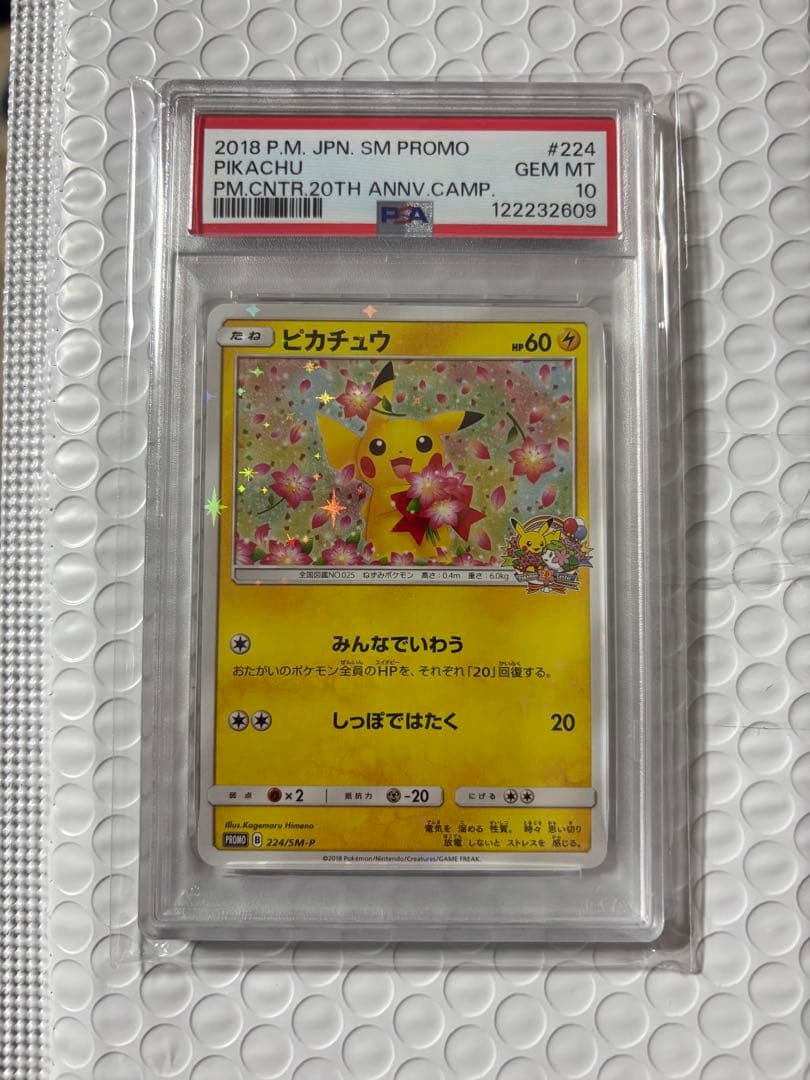 2018 P.M. JPN. SM PROMO #224
PIKACHU GEM MT
PM.CNTR.20TH ANNV.CAMP. 10
PSA 122232609
たね ピカチュウ HP60
全国図鑑NO.025 ねずみポケモン 高さ:0.4m 重さ:6.0kg
みんなでいわう
おたがいのポケモン全員のHPを、それぞれ「20」回復する。
しっぽではたく 20
弱点 ×2 抵抗力 -20 にげる
Illus.Kagemaru Himeno
電気を 溜める 性質。 時々 思い切り
放電 しないと ストレスを 感じる。
PROMO B 224/SM-P
©2018 Pokémon/Nintendo/Creatures/GAME FREAK.